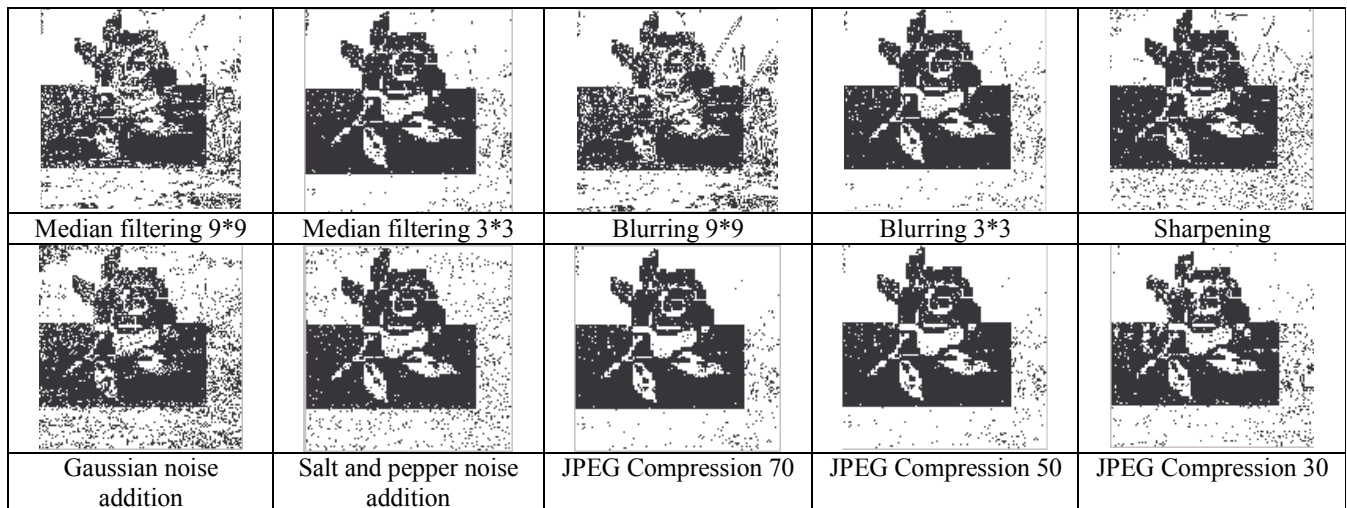 Median filtering 9*9
Median filtering 3*3
Blurring 9*9
Blurring 3*3
Sharpening
Gaussian noise
addition
Salt and pepper noise
addition
JPEG Compression 70
JPEG Compression 50
JPEG Compression 30